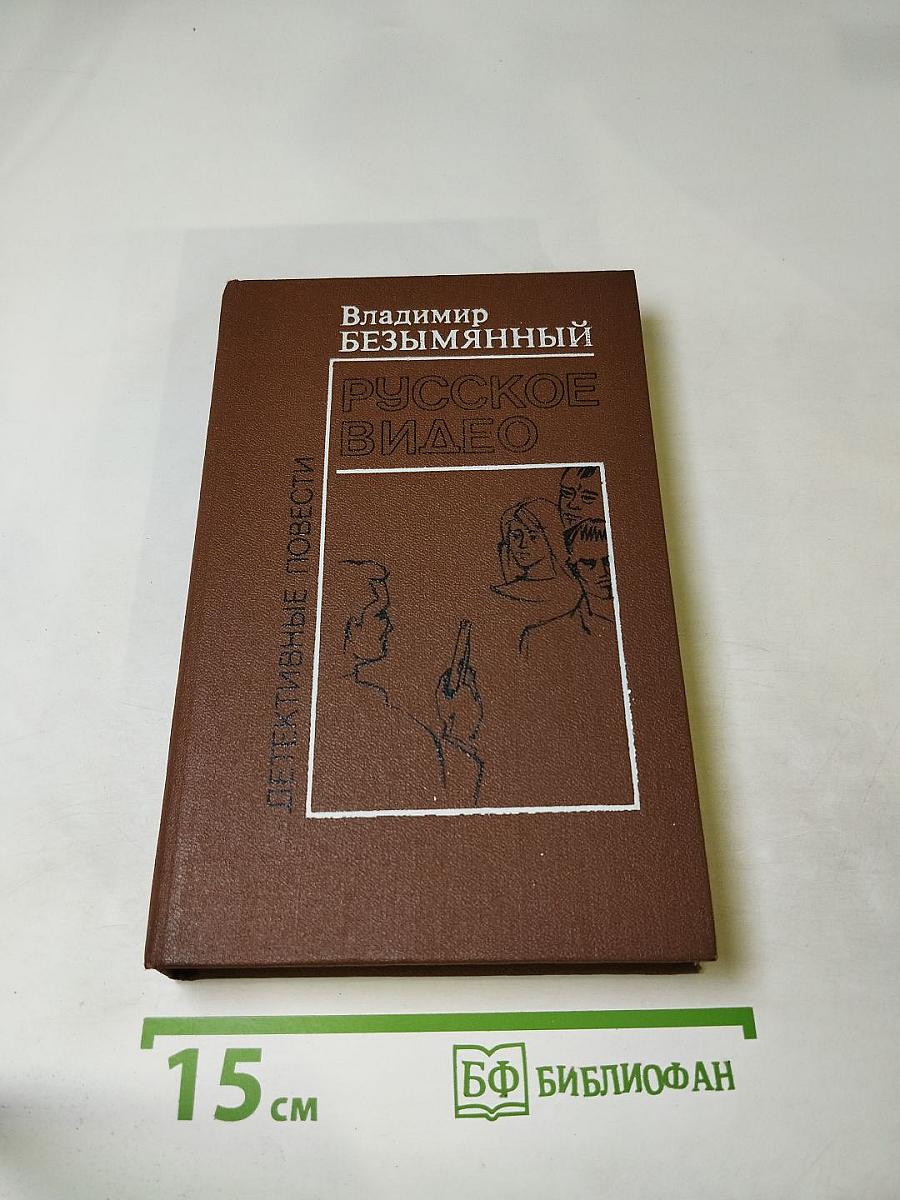 Владимир
БЕЗЫМЯННЫЙ
РУССКОЕ
ВИДЕО
ДЕТЕКТИВНЫЕ ПОВЕСТИ
15 см
БФ БИБЛИОФАН